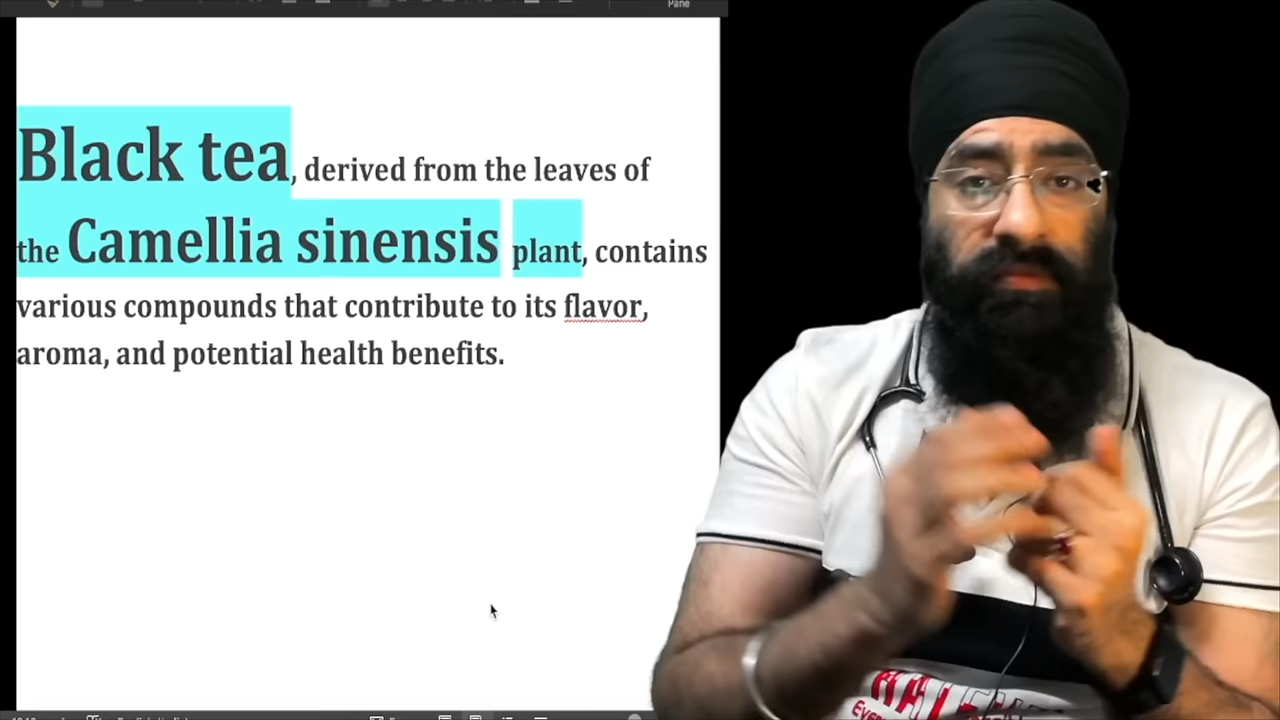 Pane
Black tea, derived from the leaves of
the Camellia sinensis plant, contains
various compounds that contribute to its flavor,
aroma, and potential health benefits.